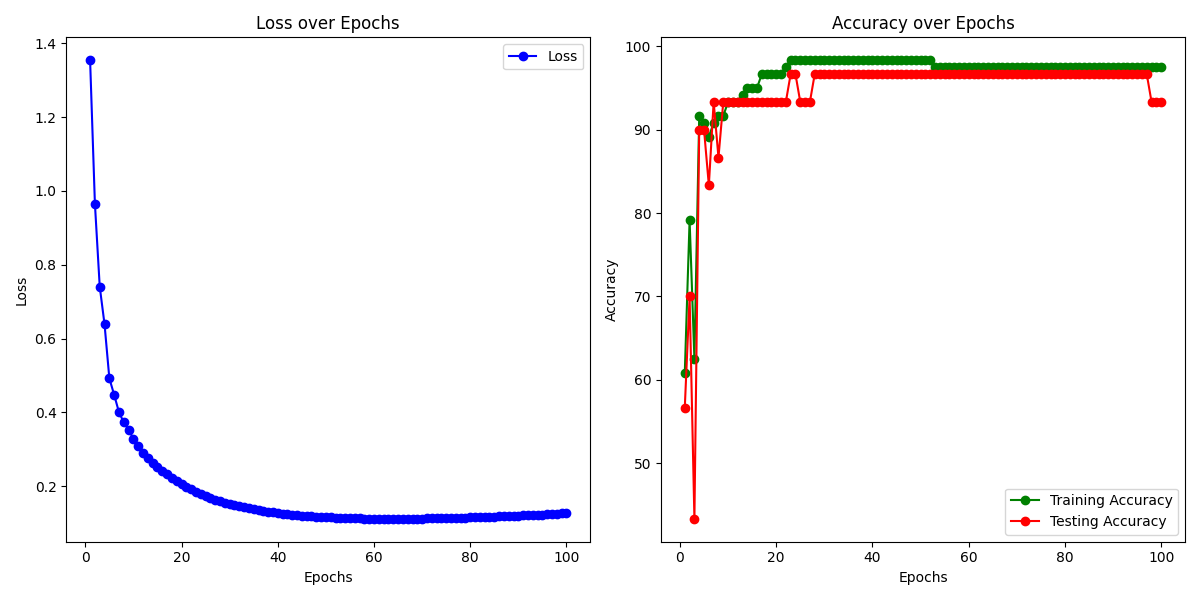 Loss over Epochs
1.4
1.2
1.0
0.8
0.6
0.4
0.2
Loss
Loss
0 20 40 60 80 100
Epochs
Accuracy over Epochs
100
90
80
70
60
50
Accuracy
Training Accuracy
Testing Accuracy
0 20 40 60 80 100
Epochs